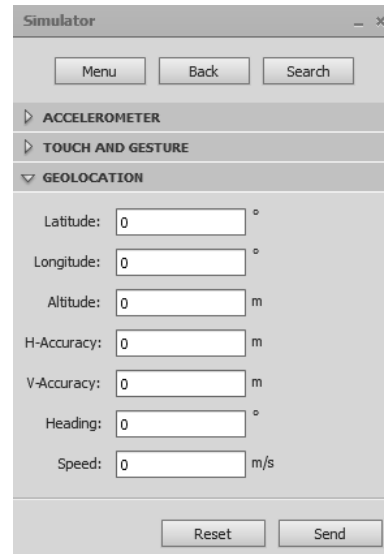 Simulator
Menu Back Search
ACCELEROMETER
TOUCH AND GESTURE
GEOLOCATION
Latitude: 0 °
Longitude: 0 °
Altitude: 0 m
H-Accuracy: 0 m
V-Accuracy: 0 m
Heading: 0 °
Speed: 0 m/s
Reset Send